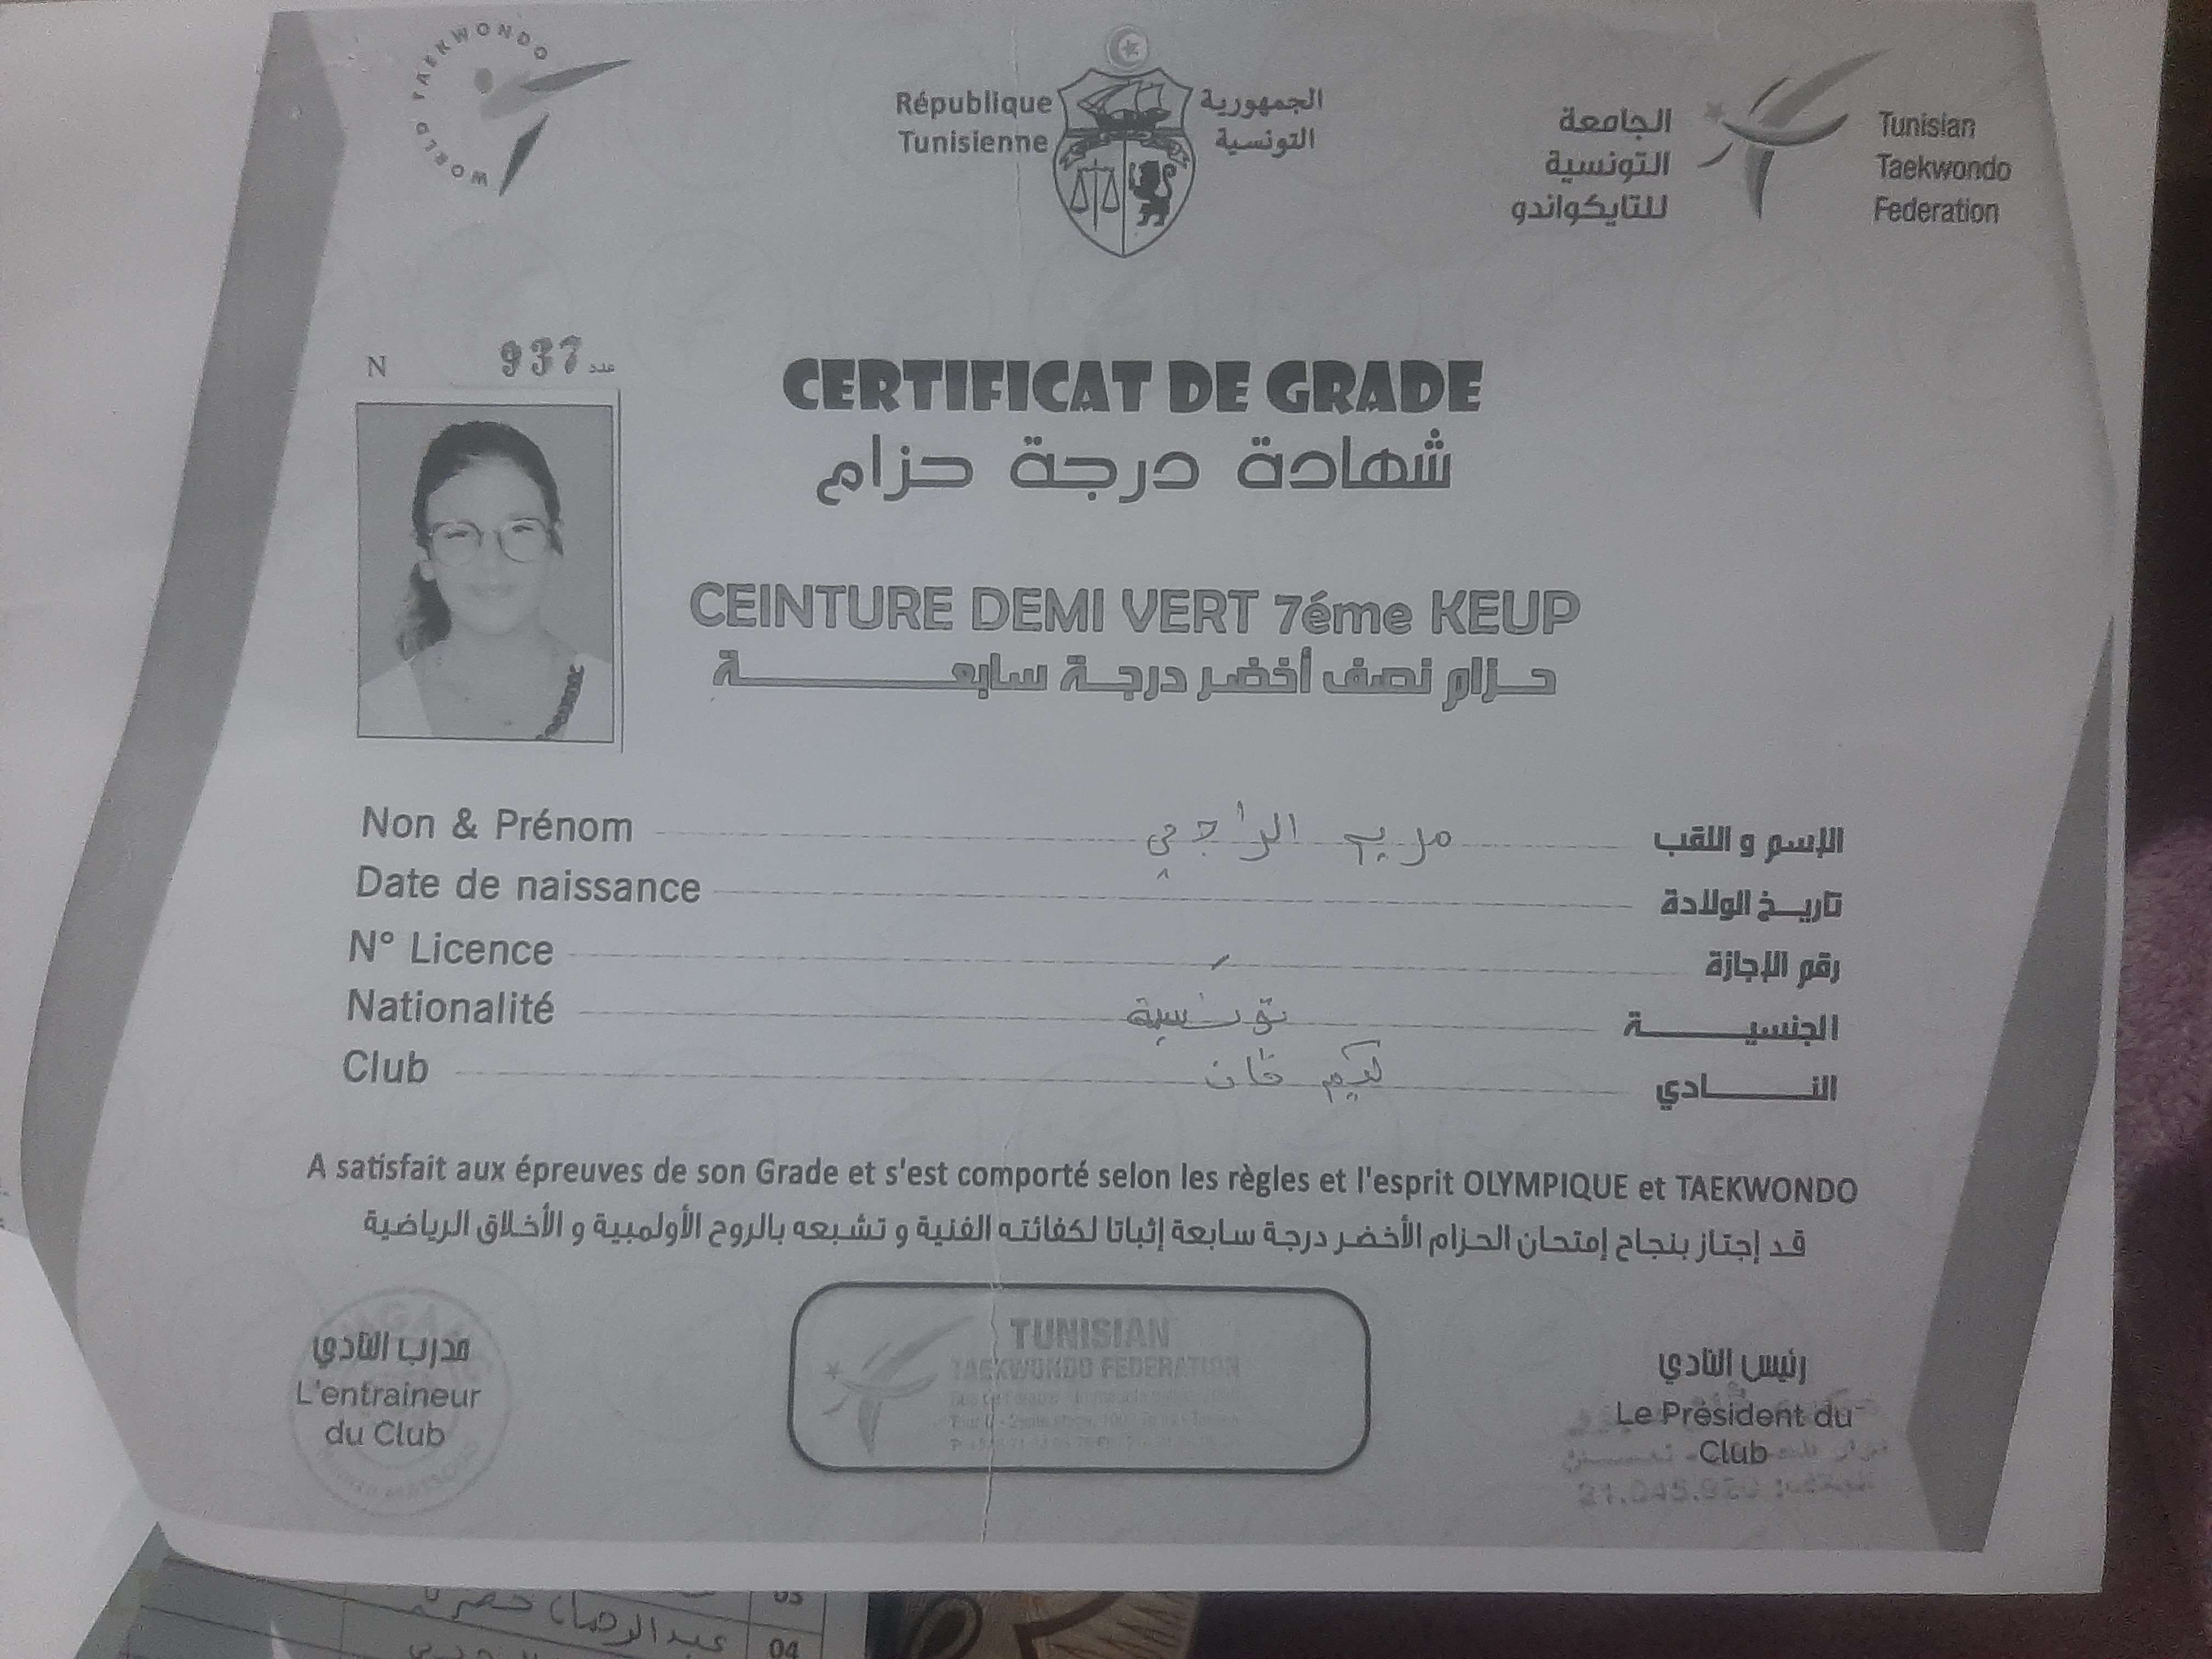 WORLD TAEKWONDO
République الجمهورية
Tunisienne التونسية
الجامعة
التونسية
للتايكواندو
Tunisian
Taekwondo
Federation
N 937 عدد
CERTIFICAT DE GRADE
شهادة درجة حزام
CEINTURE DEMI VERT 7éme KEUP
حزام نصف أخضر درجة سابعة
Non & Prénom مريم الراجحي الإسم و اللقب
Date de naissance تاريخ الولادة
N° Licence رقم الإجازة
Nationalité تونسية الجنسية
Club النادي
A satisfait aux épreuves de son Grade et s'est comporté selon les règles et l'esprit OLYMPIQUE et TAEKWONDO
قد إجتاز بنجاح إمتحان الحزام الأخضر درجة سابعة إثباتا لكفائته الفنية و تشبعه بالروح الأولمبية و الأخلاق الرياضية
مدرب النادي
L'entraineur
du Club
TUNISIAN
TAEKWONDO FEDERATION
رئيس النادي
Le Président du
Club
03
04